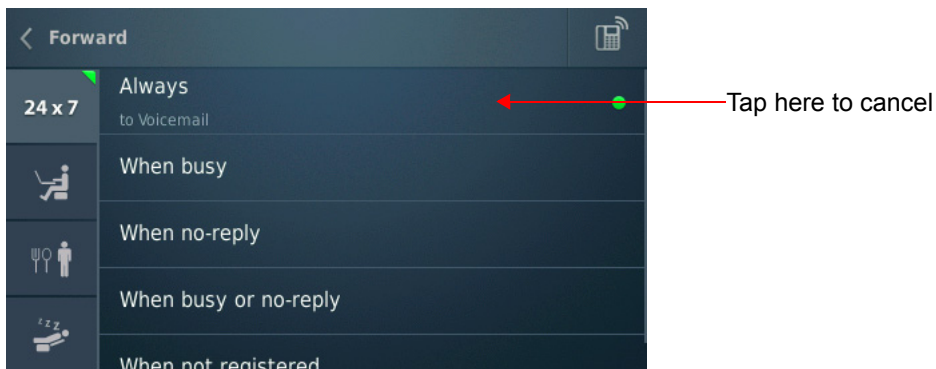 Forward
24 x 7
Always
to Voicemail
Tap here to cancel
When busy
When no-reply
zzz
When busy or no-reply
When not registered